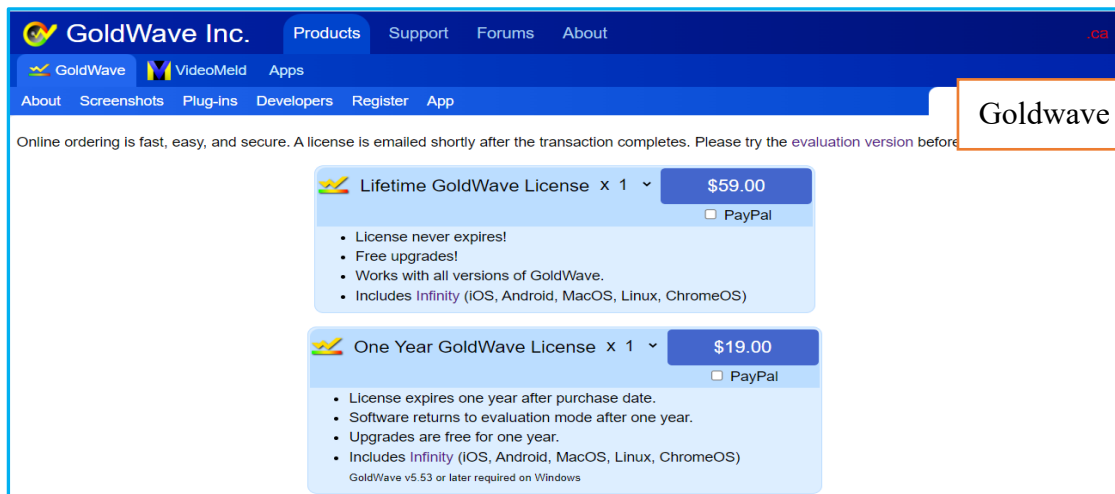 GoldWave Inc. Products Support Forums About .ca
GoldWave VideoMeld Apps
About Screenshots Plug-ins Developers Register App
Goldwave
Online ordering is fast, easy, and secure. A license is emailed shortly after the transaction completes. Please try the evaluation version before
Lifetime GoldWave License x 1 $59.00
PayPal
License never expires!
Free upgrades!
Works with all versions of GoldWave.
Includes Infinity (iOS, Android, MacOS, Linux, ChromeOS)
One Year GoldWave License x 1 $19.00
PayPal
License expires one year after purchase date.
Software returns to evaluation mode after one year.
Upgrades are free for one year.
Includes Infinity (iOS, Android, MacOS, Linux, ChromeOS)
GoldWave v5.53 or later required on Windows